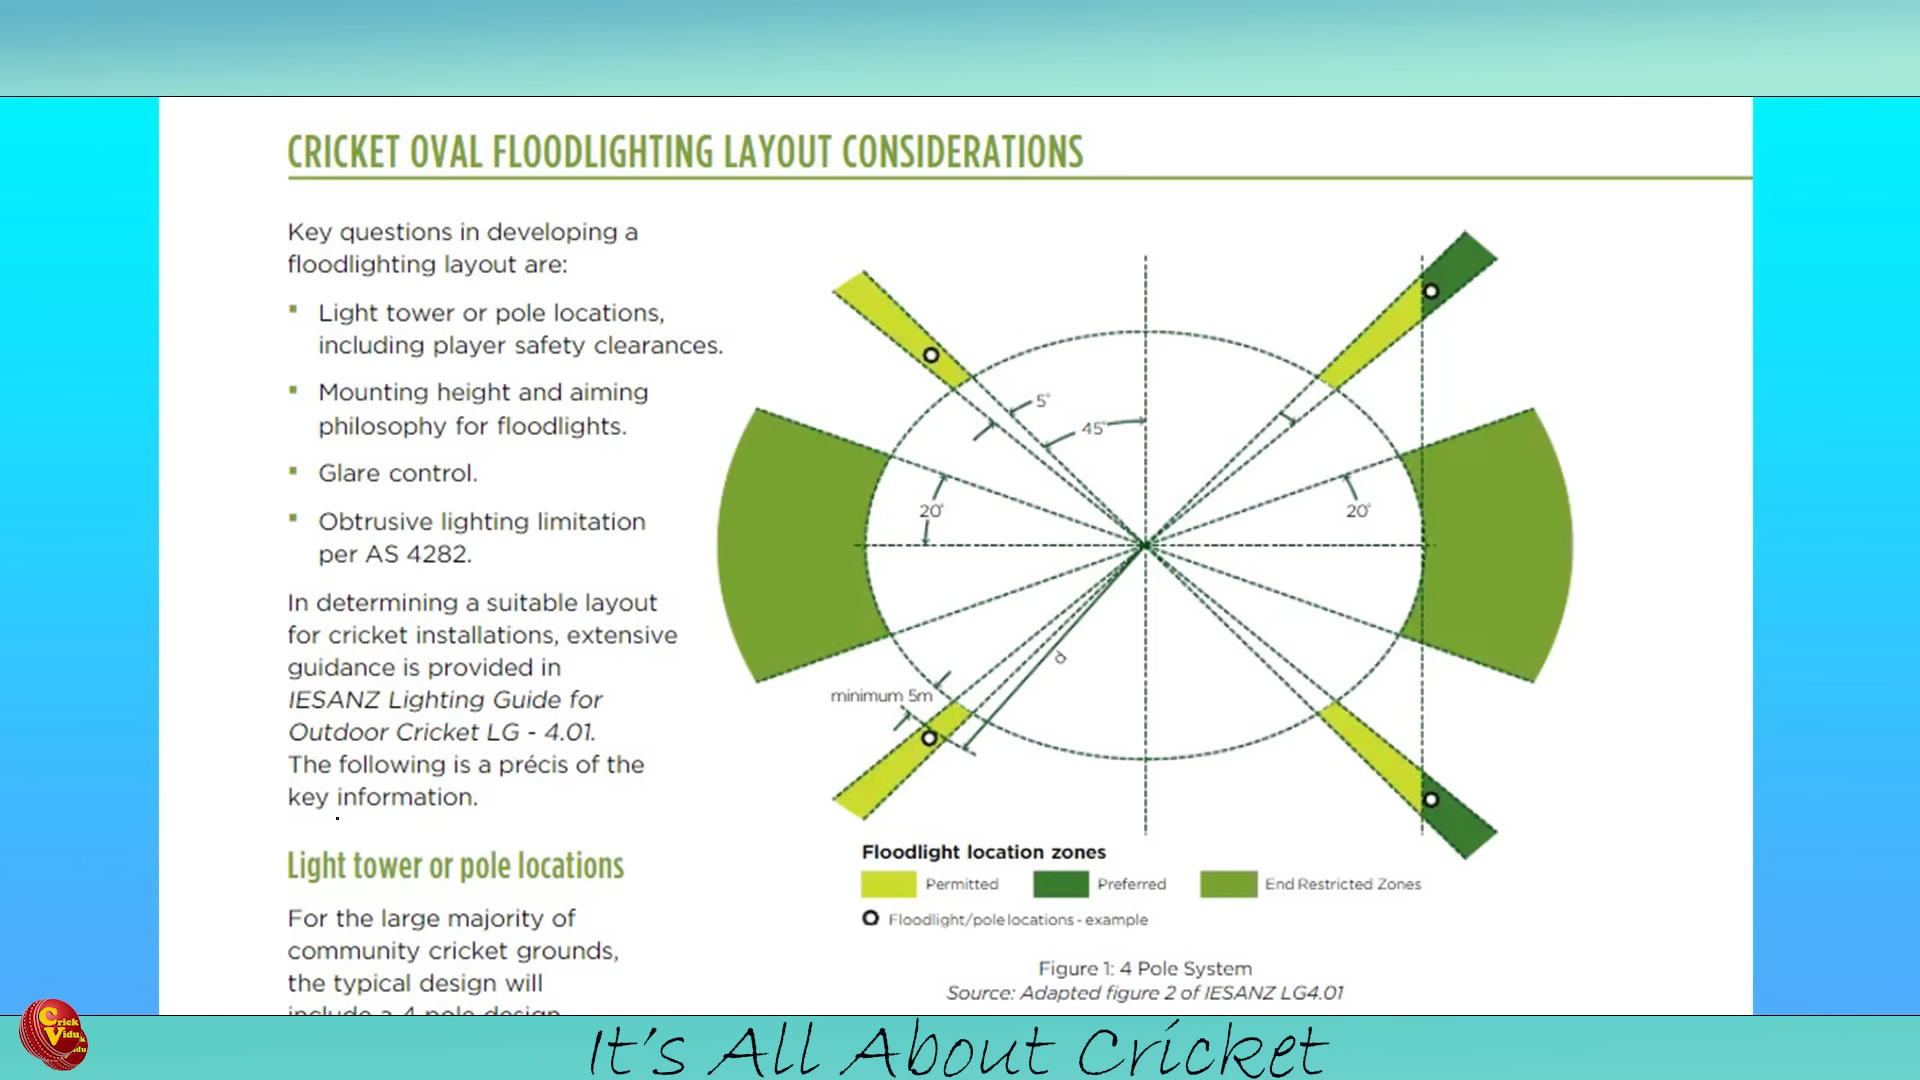 CRICKET OVAL FLOODLIGHTING LAYOUT CONSIDERATIONS
Key questions in developing a
floodlighting layout are:
Light tower or pole locations,
including player safety clearances.
Mounting height and aiming
philosophy for floodlights.
Glare control.
Obtrusive lighting limitation
per AS 4282.
In determining a suitable layout
for cricket installations, extensive
guidance is provided in
IESANZ Lighting Guide for
Outdoor Cricket LG - 4.01.
The following is a précis of the
key information.
Light tower or pole locations
For the large majority of
community cricket grounds,
the typical design will
include a 4 pole design
5°
45°
20°
20°
d
minimum 5m
Floodlight location zones
Permitted
Preferred
End Restricted Zones
Floodlight/pole locations - example
Figure 1: 4 Pole System
Source: Adapted figure 2 of IESANZ LG4.01
Crick
Vidu
It's All About Cricket